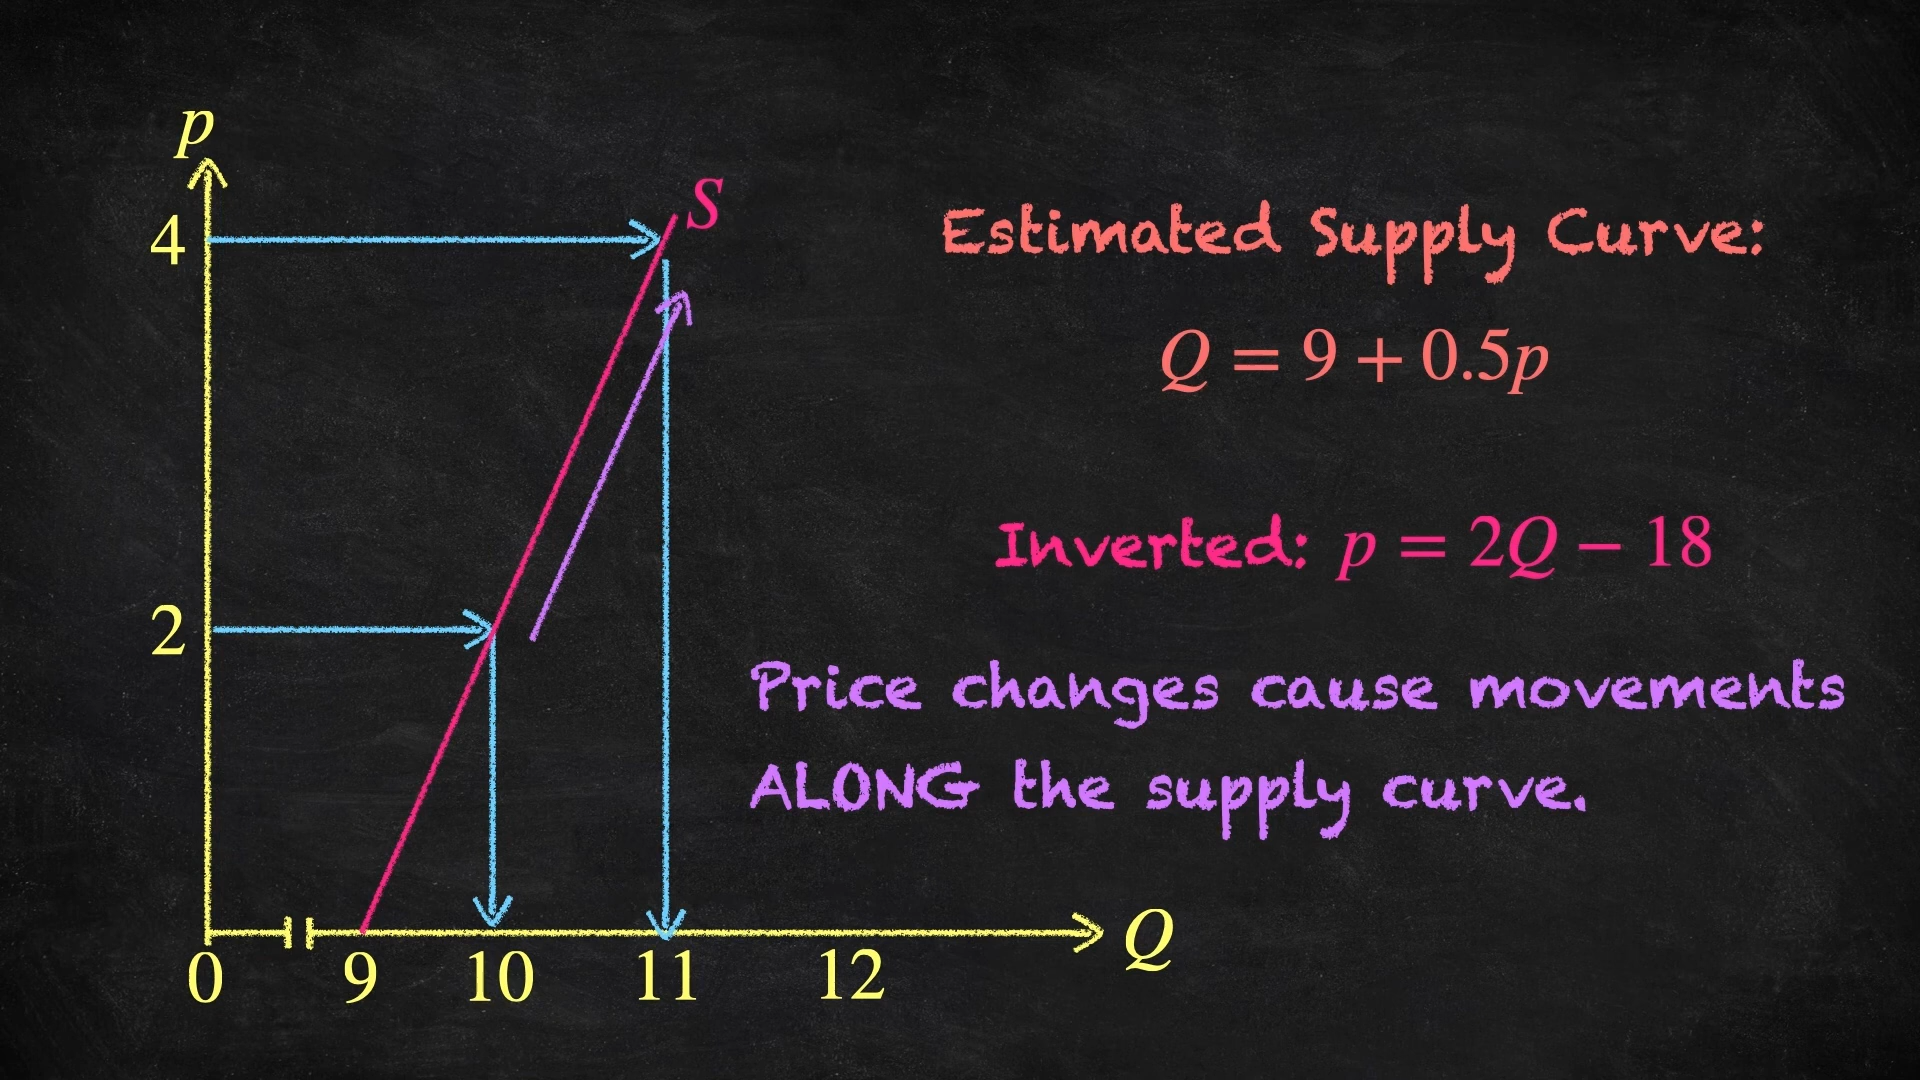 p
4
S
2
0 9 10 11 12 Q
Estimated Supply Curve:
Q = 9 + 0.5p
Inverted: p = 2Q − 18
Price changes cause movements
ALONG the supply curve.